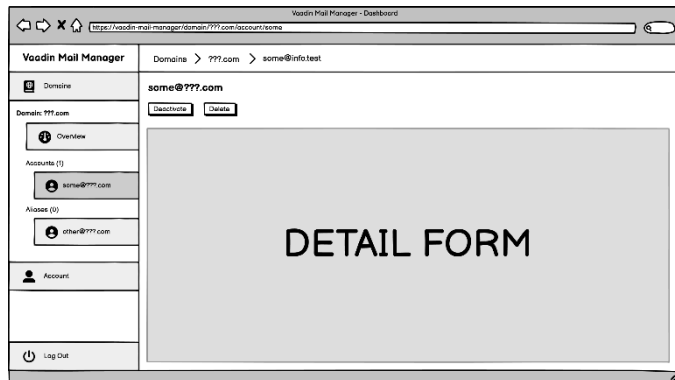 Vaadin Mail Manager - Dashboard
https://vaadin-mail-manager/domain/???.com/account/some
Vaadin Mail Manager
Domains > ???.com > some@info.test
Domains
some@???.com
Deactivate Delete
Domain: ???.com
Overview
Accounts (1)
some@???.com
Aliases (0)
other@???.com
DETAIL FORM
Account
Log Out